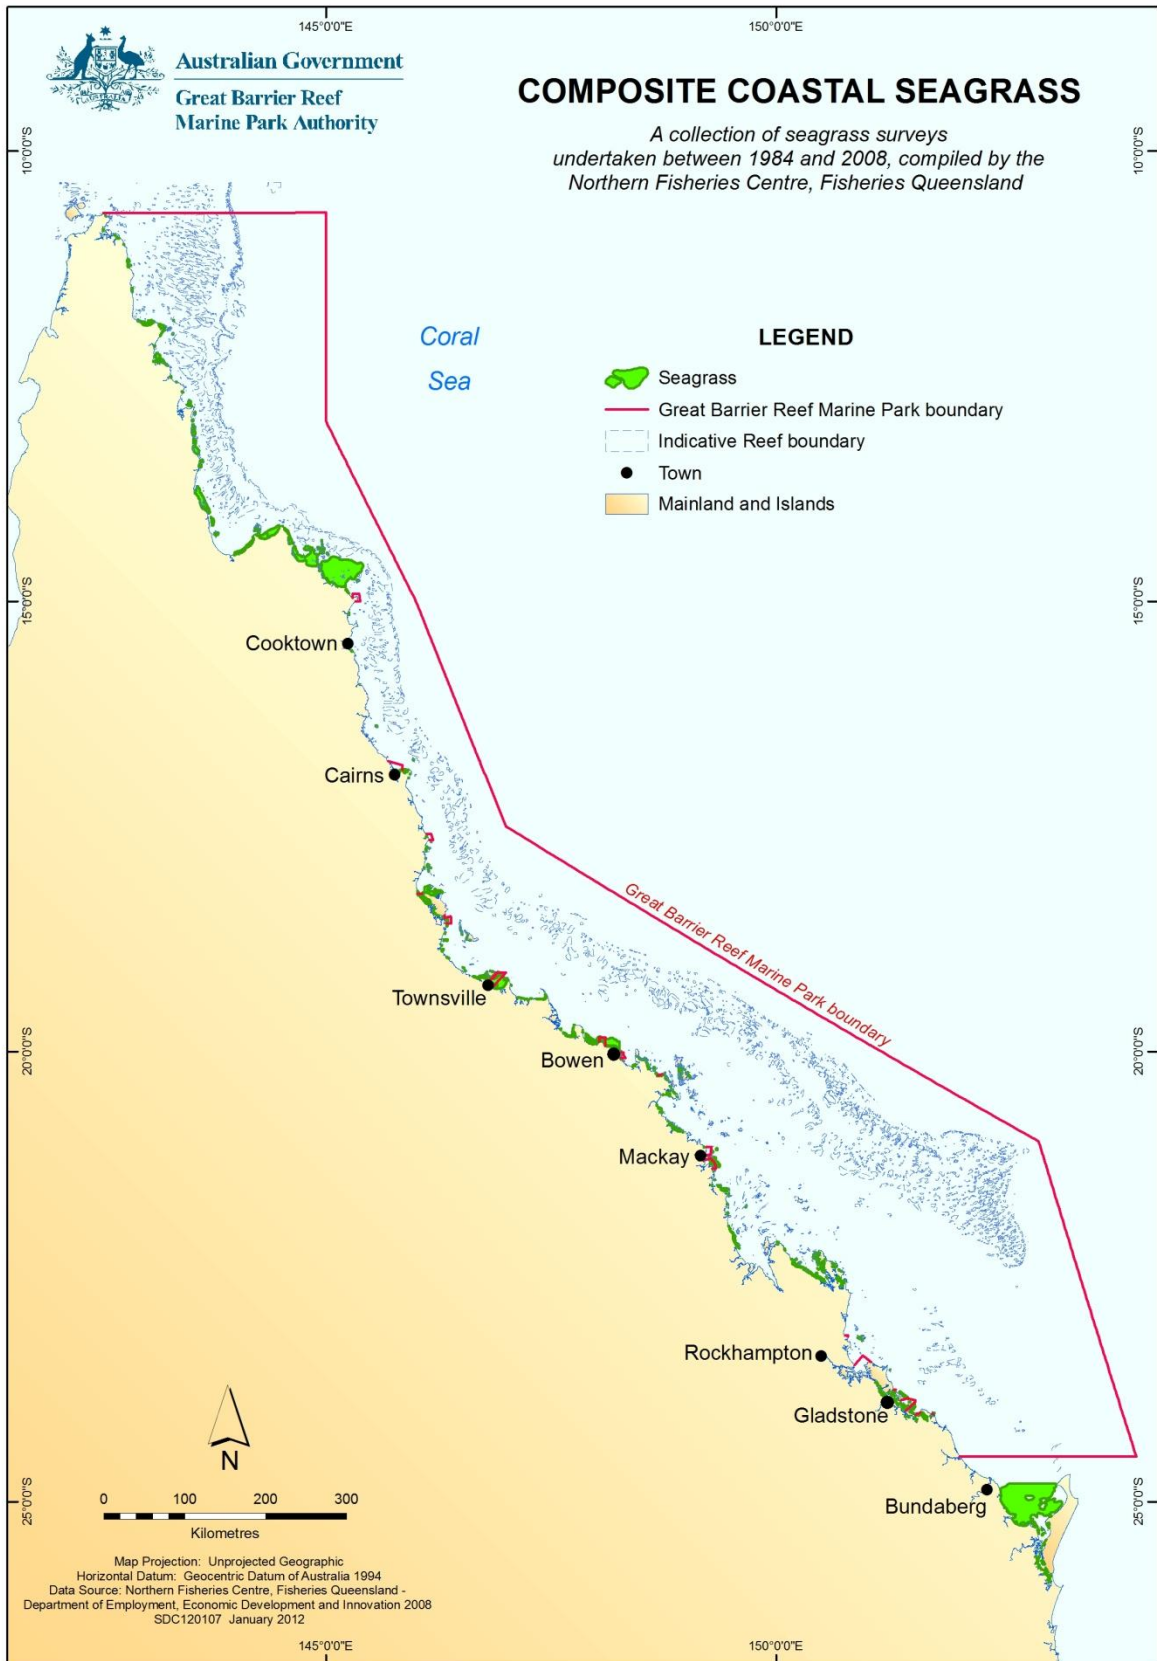 145°0'0"E
150°0'0"E
AUSTRALIA
Australian Government
Great Barrier Reef
Marine Park Authority
COMPOSITE COASTAL SEAGRASS
A collection of seagrass surveys
undertaken between 1984 and 2008, compiled by the
Northern Fisheries Centre, Fisheries Queensland
10°0'0"S
10°0'0"S
Coral
Sea
LEGEND
Seagrass
Great Barrier Reef Marine Park boundary
Indicative Reef boundary
Town
Mainland and Islands
15°0'0"S
15°0'0"S
Cooktown
Cairns
Great Barrier Reef Marine Park boundary
Townsville
20°0'0"S
20°0'0"S
Bowen
Mackay
Rockhampton
Gladstone
N
25°0'0"S
25°0'0"S
Bundaberg
0 100 200 300
Kilometres
Map Projection: Unprojected Geographic
Horizontal Datum: Geocentric Datum of Australia 1994
Data Source: Northern Fisheries Centre, Fisheries Queensland -
Department of Employment, Economic Development and Innovation 2008
SDC120107 January 2012
145°0'0"E
150°0'0"E